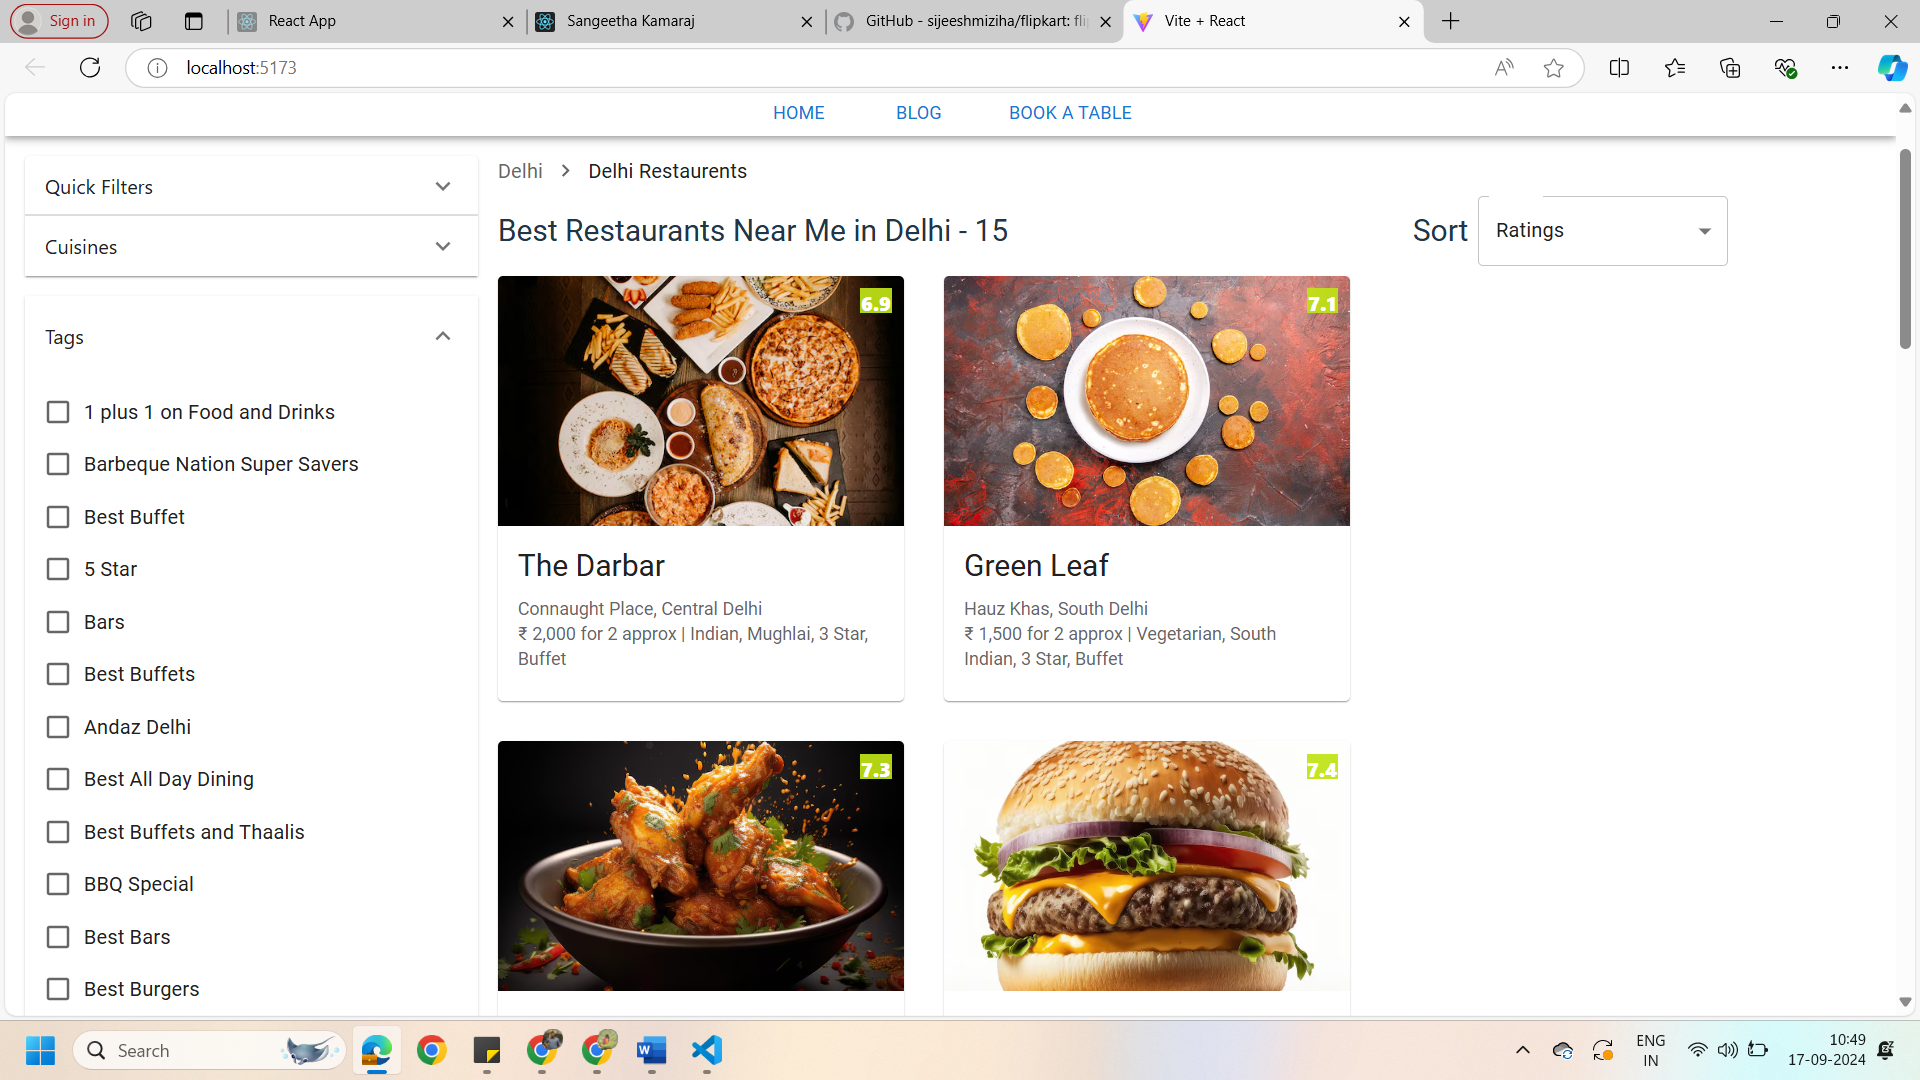 Sign in
React App
Sangeetha Kamaraj
GitHub - sijeeshmiziha/flipkart: fli
Vite + React
localhost:5173
HOME
BLOG
BOOK A TABLE
Quick Filters
Cuisines
Tags
1 plus 1 on Food and Drinks
Barbeque Nation Super Savers
Best Buffet
5 Star
Bars
Best Buffets
Andaz Delhi
Best All Day Dining
Best Buffets and Thaalis
BBQ Special
Best Bars
Best Burgers
Delhi > Delhi Restaurents
Best Restaurants Near Me in Delhi - 15
Sort
Ratings
6.9
The Darbar
Connaught Place, Central Delhi
₹ 2,000 for 2 approx | Indian, Mughlai, 3 Star,
Buffet
7.1
Green Leaf
Hauz Khas, South Delhi
₹ 1,500 for 2 approx | Vegetarian, South
Indian, 3 Star, Buffet
7.3
7.4
Search
ENG
IN
10:49
17-09-2024